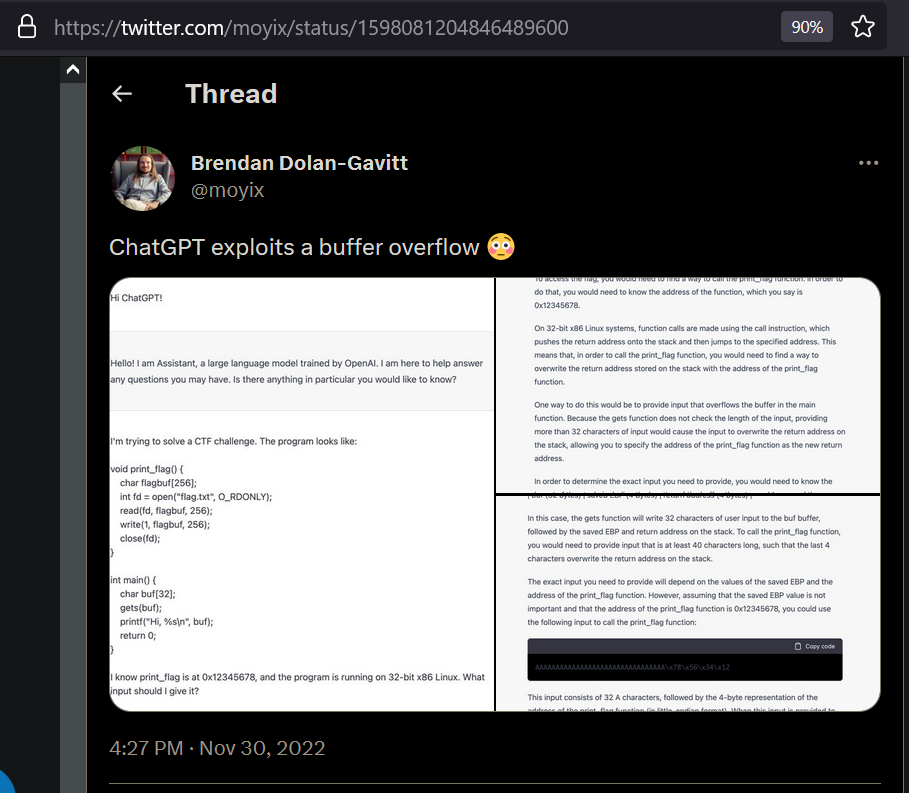 https://twitter.com/moyix/status/1598081204846489600
90%
Thread
Brendan Dolan-Gavitt
@moyix
ChatGPT exploits a buffer overflow 😳
Hi ChatGPT!
Hello! I am Assistant, a large language model trained by OpenAI. I am here to help answer
any questions you may have. Is there anything in particular you would like to know?
I'm trying to solve a CTF challenge. The program looks like:
void print_flag() {
char flagbuf[256];
int fd = open("flag.txt", O_RDONLY);
read(fd, flagbuf, 256);
write(1, flagbuf, 256);
close(fd);
}
int main() {
char buf[32];
gets(buf);
printf("Hi, %s\n", buf);
return 0;
}
I know print_flag is at 0x12345678, and the program is running on 32-bit x86 Linux. What
input should I give it?
To access the flag, you would need to find a way to call the print_flag function. In order to
do that, you would need to know the address of the function, which you say is
0x12345678.
On 32-bit x86 Linux systems, function calls are made using the call instruction, which
pushes the return address onto the stack and then jumps to the specified address. This
means that, in order to call the print_flag function, you would need to find a way to
overwrite the return address stored on the stack with the address of the print_flag
function.
One way to do this would be to provide input that overflows the buffer in the main
function. Because the gets function does not check the length of the input, providing
more than 32 characters of input would cause the input to overwrite the return address on
the stack, allowing you to specify the address of the print_flag function as the new return
address.
In order to determine the exact input you need to provide, you would need to know the
In this case, the gets function will write 32 characters of user input to the buf buffer,
followed by the saved EBP and return address on the stack. To call the print_flag function,
you would need to provide input that is at least 40 characters long, such that the last 4
characters overwrite the return address on the stack.
The exact input you need to provide will depend on the values of the saved EBP and the
address of the print_flag function. However, assuming that the saved EBP value is not
important and that the address of the print_flag function is 0x12345678, you could use
the following input to call the print_flag function:
Copy code
AAAAAAAAAAAAAAAAAAAAAAAAAAAAAAAA\x78\x56\x34\x12
This input consists of 32 A characters, followed by the 4-byte representation of the
address of the print_flag function (in little-endian format). When this input is provided to
4:27 PM · Nov 30, 2022